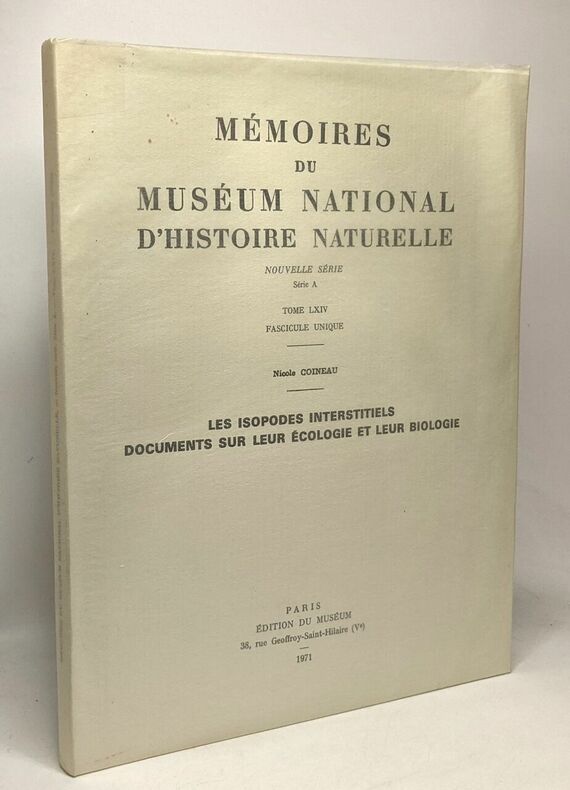 MÉMOIRES
DU
MUSÉUM NATIONAL
D'HISTOIRE NATURELLE
NOUVELLE SÉRIE
Série A
TOME LXIV
FASCICULE UNIQUE
Nicole COINEAU
LES ISOPODES INTERSTITIELS
DOCUMENTS SUR LEUR ÉCOLOGIE ET LEUR BIOLOGIE
PARIS
ÉDITION DU MUSÉUM
38, rue Geoffroy-Saint-Hilaire (Vᵉ)
1971